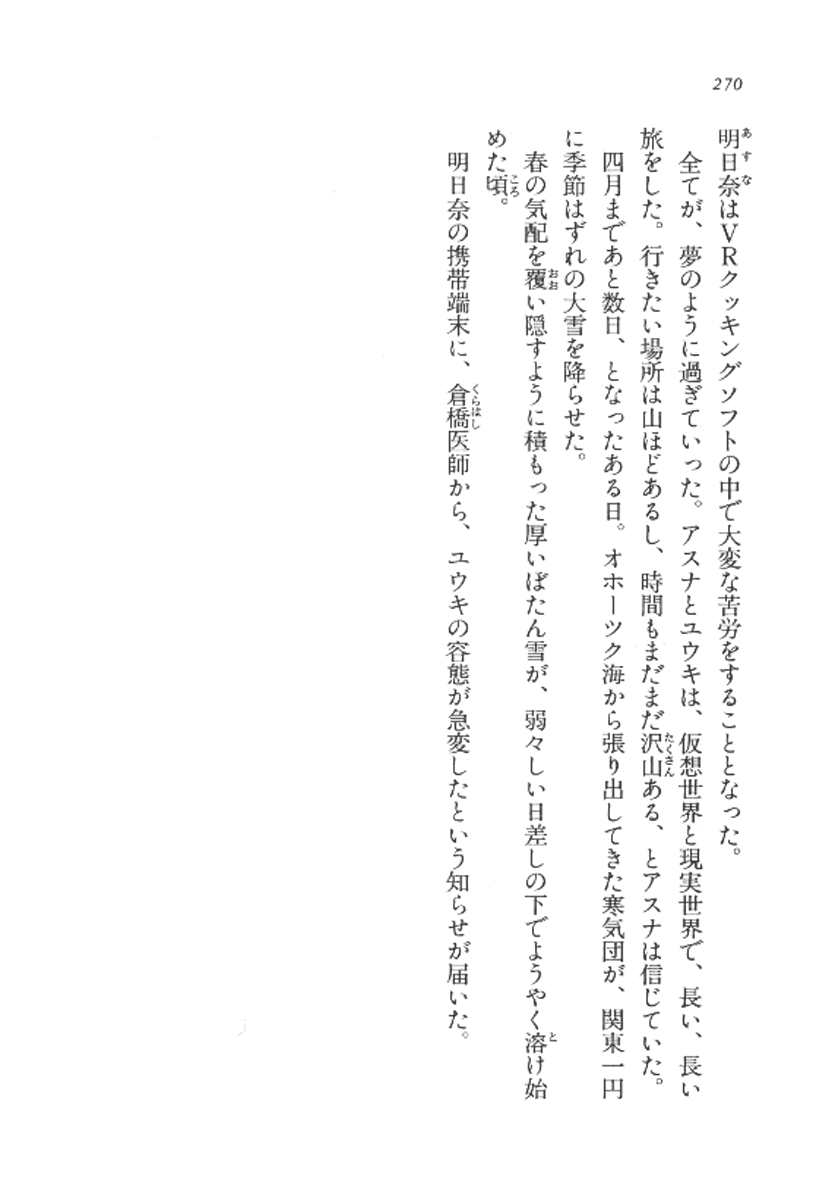 270
明日奈はVRクッキングソフトの中で大変な苦労をすることとなった。
全てが、夢のように過ぎていった。アスナとユウキは、仮想世界と現実世界で、長い、長い
旅をした。行きたい場所は山ほどあるし、時間もまだまだ沢山ある、とアスナは信じていた。
四月まであと数日、となったある日。オホーツク海から張り出してきた寒気団が、関東一円
に季節はずれの大雪を降らせた。
春の気配を覆い隠すように積もった厚いぼたん雪が、弱々しい日差しの下でようやく溶け始
めた頃。
明日奈の携帯端末に、倉橋医師から、ユウキの容態が急変したという知らせが届いた。